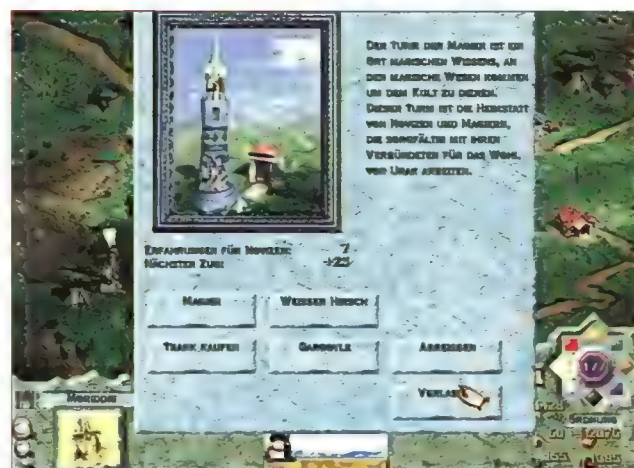 Der Turm der Magier ist ein
Ort magischen Wissens, an
den magische Wesen kommen
um dem Kult zu dienen.
Dieser Turm ist die Heimstatt
von Novizen und Magiern,
die sorgfältig mit ihren
Verbündeten für das Wohl
von Urak arbeiten.
Erfahrungen für Novizen: 7
Nächster Zug: +25
Magier
Weisser Hirsch
Trank kaufen
Gargoyle
Abreissen
Ordnung